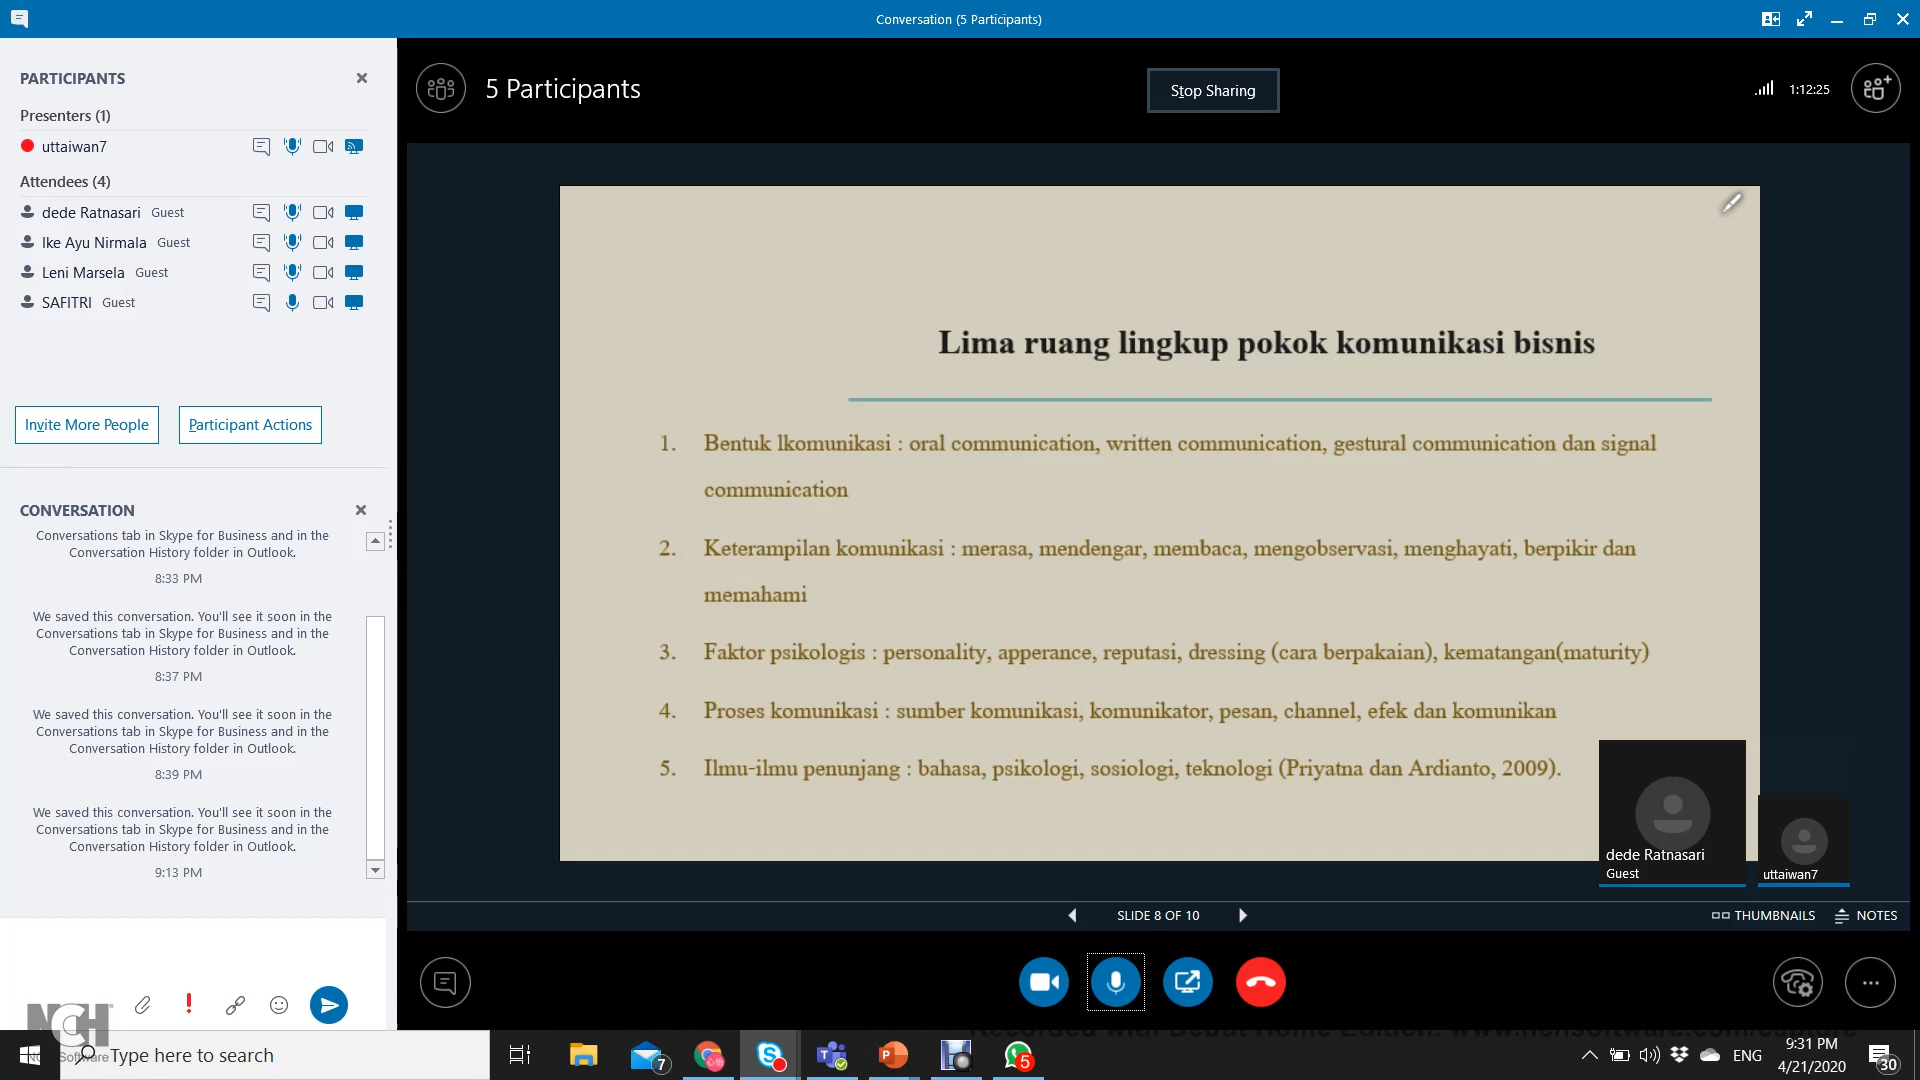 Conversation (5 Participants)
PARTICIPANTS
Presenters (1)
uttaiwan7
Attendees (4)
dede Ratnasari Guest
Ike Ayu Nirmala Guest
Leni Marsela Guest
SAFITRI Guest
Invite More People
Participant Actions
CONVERSATION
Conversations tab in Skype for Business and in the
Conversation History folder in Outlook.
8:33 PM
We saved this conversation. You'll see it soon in the
Conversations tab in Skype for Business and in the
Conversation History folder in Outlook.
8:37 PM
We saved this conversation. You'll see it soon in the
Conversations tab in Skype for Business and in the
Conversation History folder in Outlook.
8:39 PM
We saved this conversation. You'll see it soon in the
Conversations tab in Skype for Business and in the
Conversation History folder in Outlook.
9:13 PM
5 Participants
Stop Sharing
1:12:25
Lima ruang lingkup pokok komunikasi bisnis
1. Bentuk lkomunikasi : oral communication, written communication, gestural communication dan signal
communication
2. Keterampilan komunikasi : merasa, mendengar, membaca, mengobservasi, menghayati, berpikir dan
memahami
3. Faktor psikologis : personality, apperance, reputasi, dressing (cara berpakaian), kematangan(maturity)
4. Proses komunikasi : sumber komunikasi, komunikator, pesan, channel, efek dan komunikan
5. Ilmu-ilmu penunjang : bahasa, psikologi, sosiologi, teknologi (Priyatna dan Ardianto, 2009).
dede Ratnasari
Guest
uttaiwan7
SLIDE 8 OF 10
THUMBNAILS
NOTES
NCH
Software
Type here to search
7
5
ENG
9:31 PM
4/21/2020
30